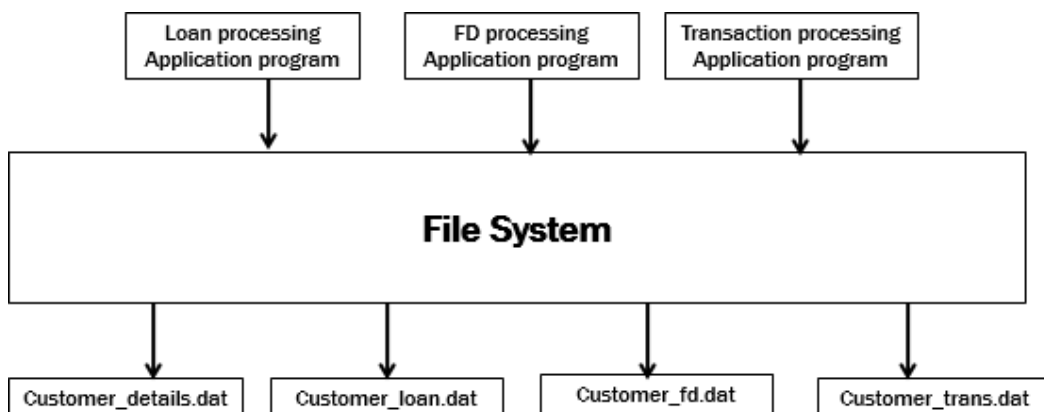 Loan processing
Application program
FD processing
Application program
Transaction processing
Application program
File System
Customer_details.dat
Customer_loan.dat
Customer_fd.dat
Customer_trans.dat